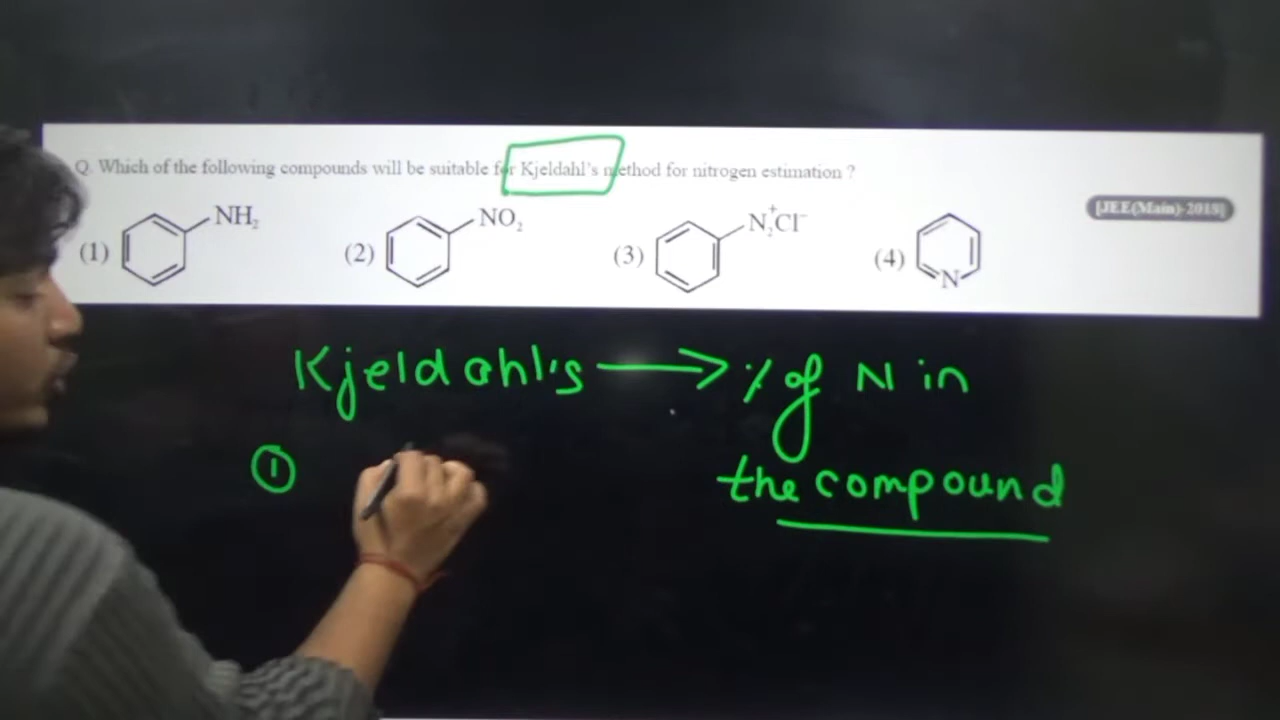 Q. Which of the following compounds will be suitable for Kjeldahl's method for nitrogen estimation ?
[JEE(Main)-2018]
(1) NH₂ (2) NO₂ (3) N₂⁺Cl⁻ (4) N
Kjeldahl's → % of N in
the compound
①